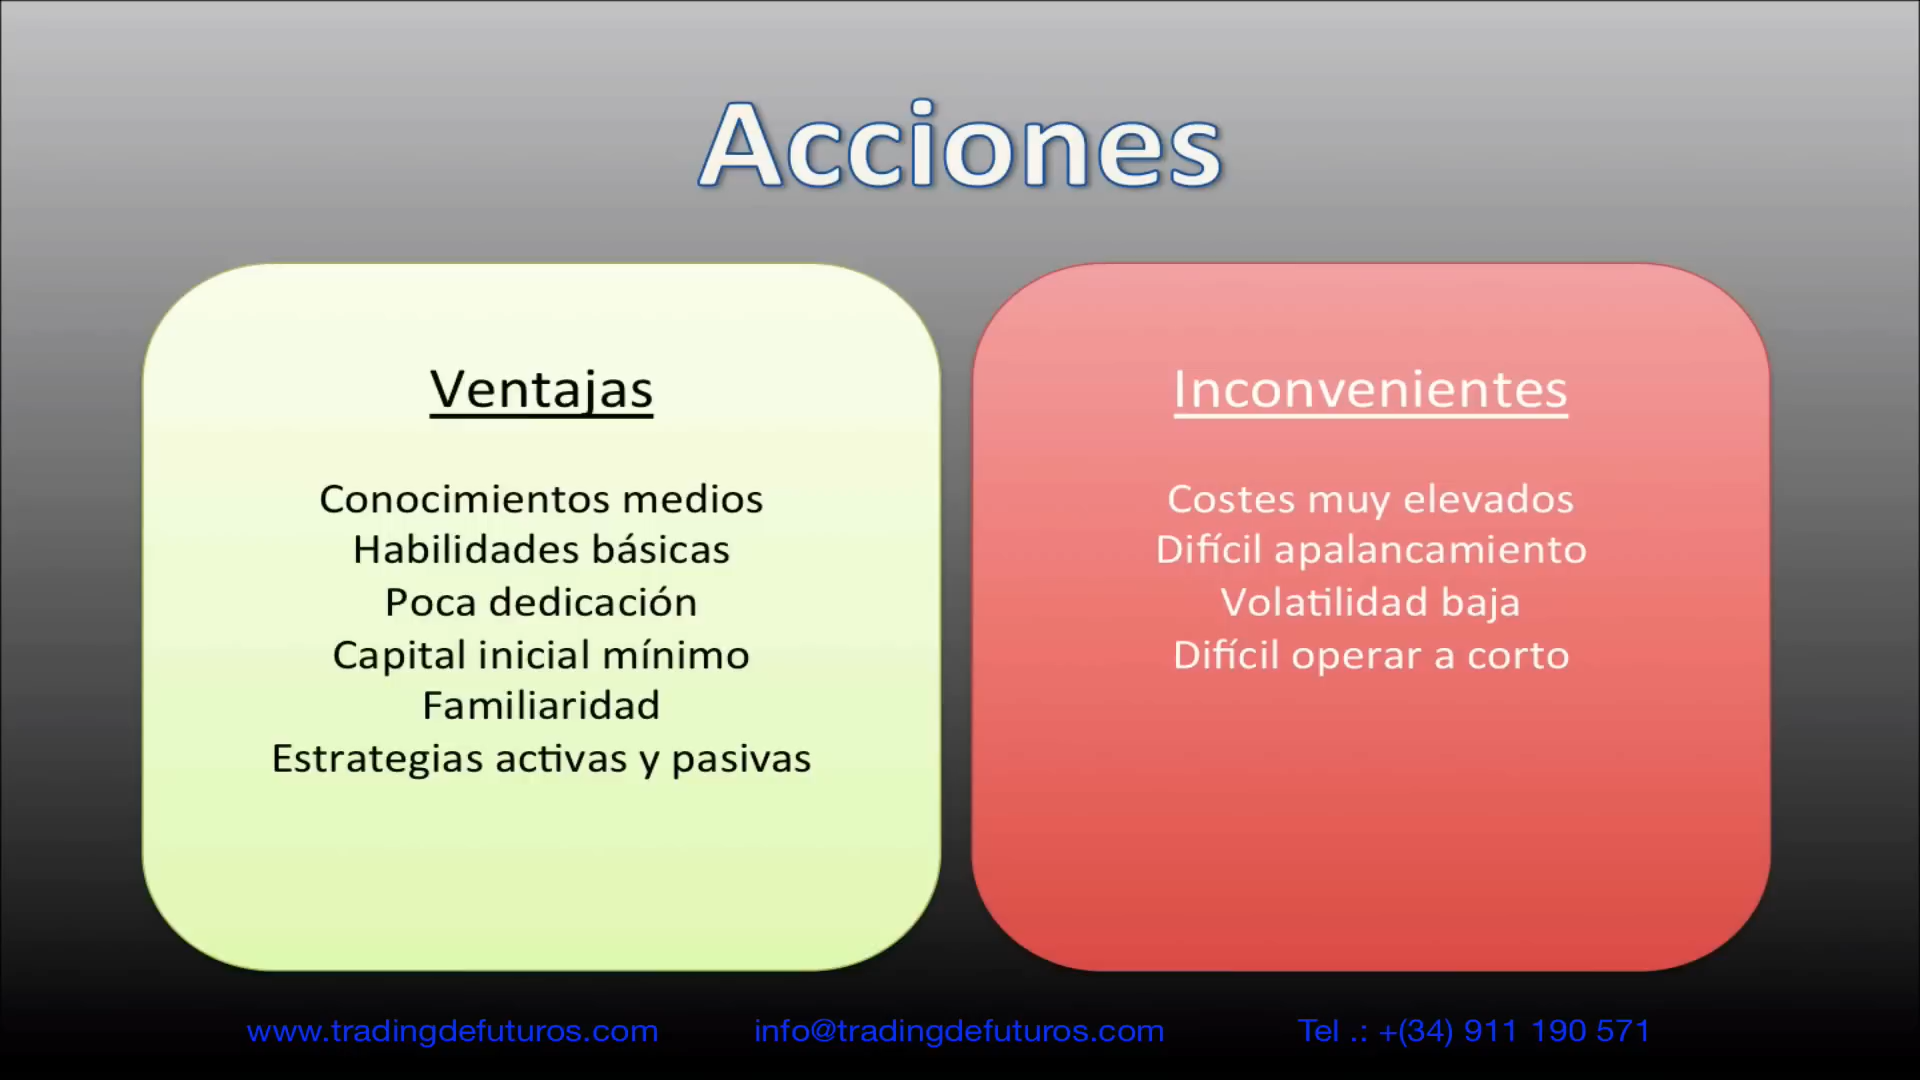 Acciones
Ventajas
Conocimientos medios
Habilidades básicas
Poca dedicación
Capital inicial mínimo
Familiaridad
Estrategias activas y pasivas
Inconvenientes
Costes muy elevados
Difícil apalancamiento
Volatilidad baja
Difícil operar a corto
www.tradingdefuturos.com info@tradingdefuturos.com Tel .: +(34) 911 190 571